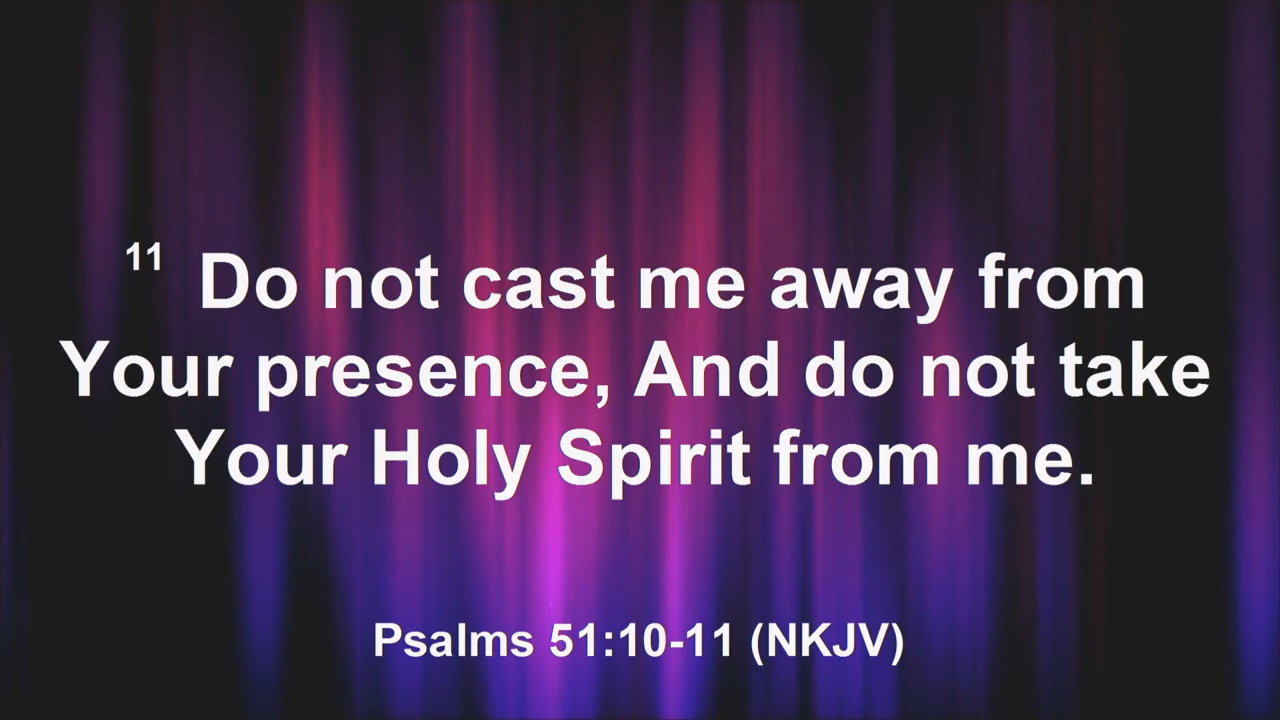 11 Do not cast me away from
Your presence, And do not take
Your Holy Spirit from me.
Psalms 51:10-11 (NKJV)